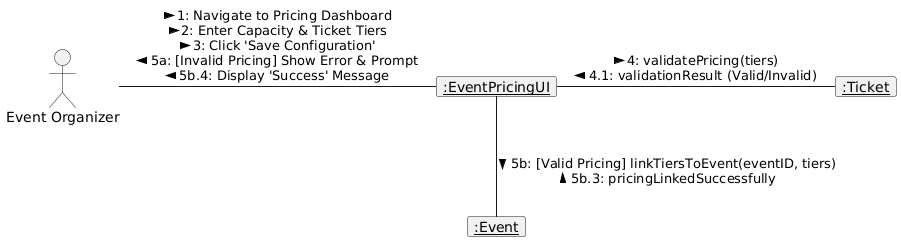 1: Navigate to Pricing Dashboard
2: Enter Capacity & Ticket Tiers
3: Click 'Save Configuration'
5a: [Invalid Pricing] Show Error & Prompt
5b.4: Display 'Success' Message
4: validatePricing(tiers)
4.1: validationResult (Valid/Invalid)
Event Organizer
:EventPricingUI
:Ticket
5b: [Valid Pricing] linkTiersToEvent(eventID, tiers)
5b.3: pricingLinkedSuccessfully
:Event